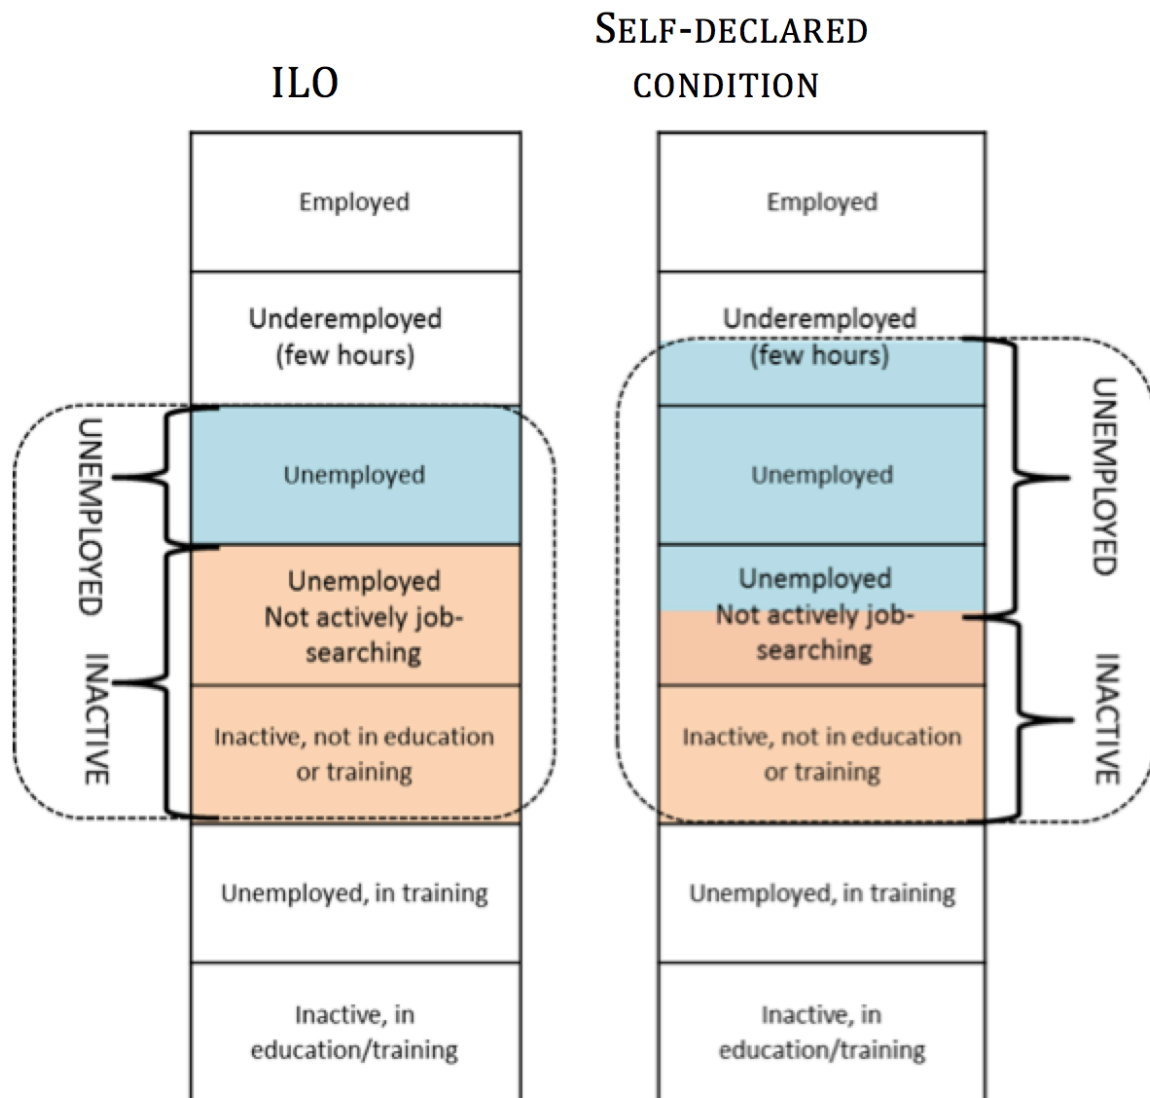 ILO
SELF-DECLARED
CONDITION
Employed
Underemployed
(few hours)
Unemployed
Unemployed
Not actively job-
searching
Inactive, not in education
or training
Unemployed, in training
Inactive, in
education/training
UNEMPLOYED
INACTIVE
Employed
Underemployed
(few hours)
Unemployed
Unemployed
Not actively job-
searching
Inactive, not in education
or training
Unemployed, in training
Inactive, in
education/training
UNEMPLOYED
INACTIVE